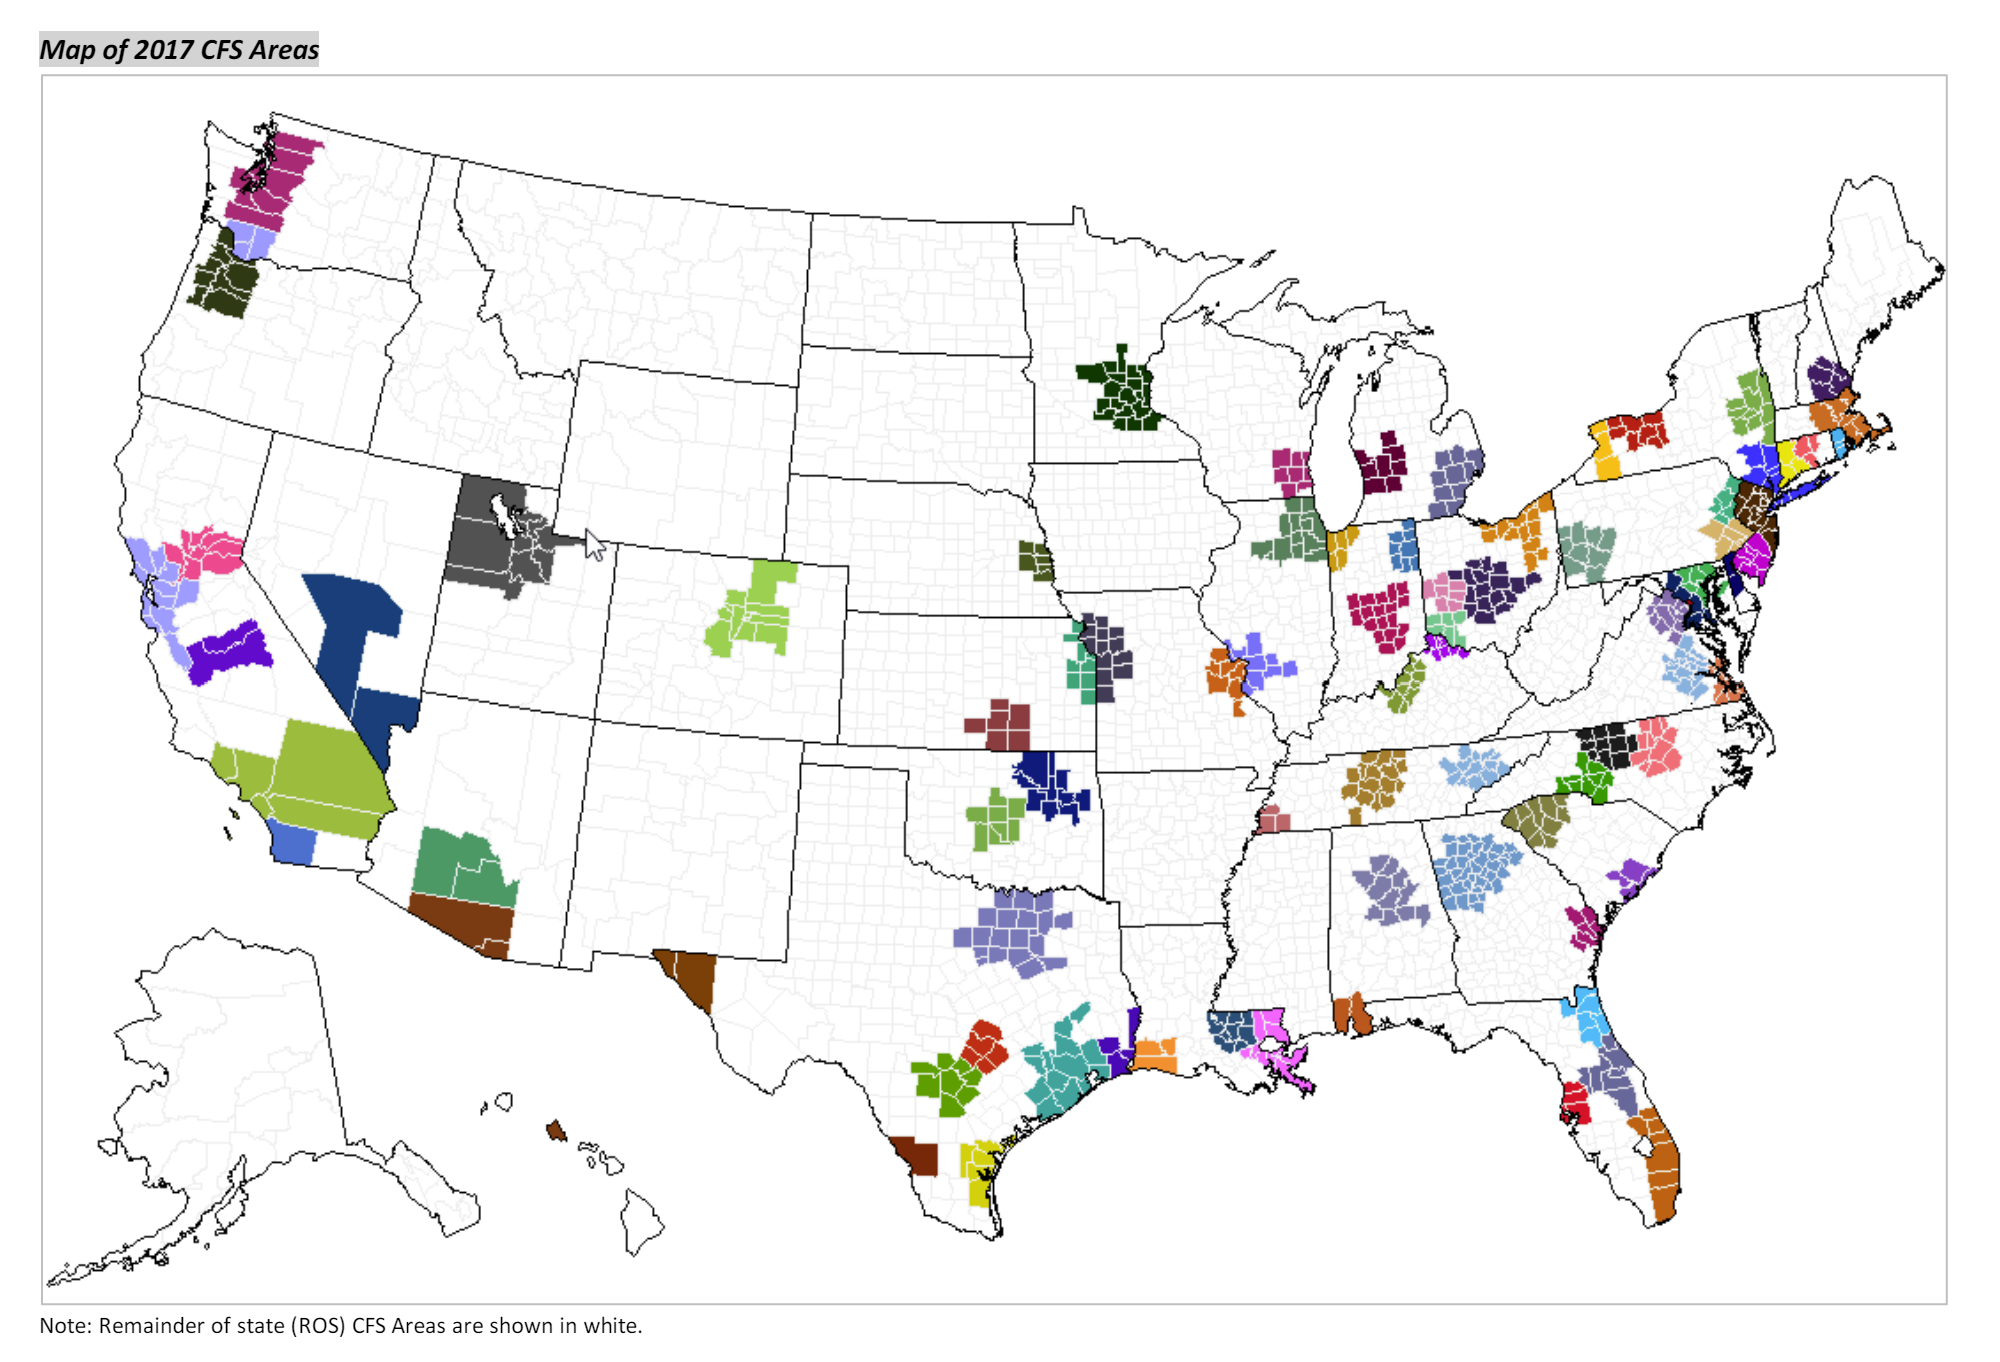 Map of 2017 CFS Areas
Note: Remainder of state (ROS) CFS Areas are shown in white.